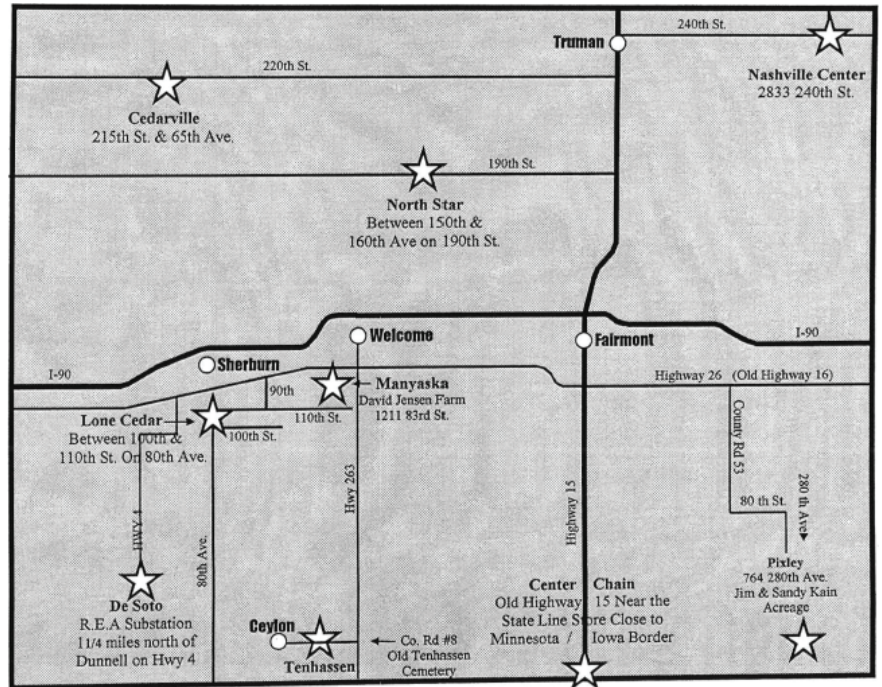 240th St.
Truman
Nashville Center
2833 240th St.
220th St.
Cedarville
215th St. & 65th Ave.
190th St.
North Star
Between 150th &
160th Ave on 190th St.
Welcome
Fairmont
I-90
Sherburn
I-90
Manyaska
David Jensen Farm
1211 83rd St.
90th
110th St.
Highway 26 (Old Highway 16)
Lone Cedar
Between 100th &
110th St. On 80th Ave.
100th St.
HWY 4
80th Ave.
Hwy 263
Highway 15
County Rd 53
80 th St.
280 th Ave
De Soto
R.E.A Substation
11/4 miles north of
Dunnell on Hwy 4
Ceylon
Tenhassen
Co. Rd #8
Old Tenhassen
Cemetery
Center Chain
Old Highway 15 Near the
State Line Store Close to
Minnesota / Iowa Border
Pixley
764 280th Ave.
Jim & Sandy Kain
Acreage